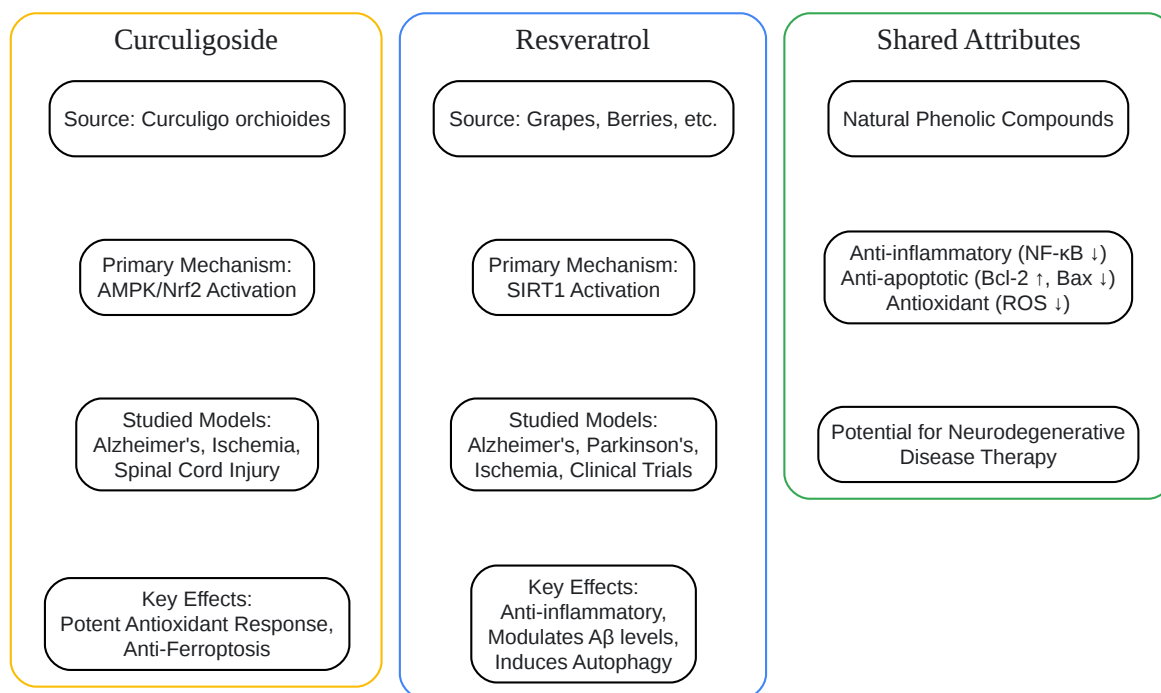 Curculigoside
Source: Curculigo orchioides
Primary Mechanism:
AMPK/Nrf2 Activation
Studied Models:
Alzheimer's, Ischemia,
Spinal Cord Injury
Key Effects:
Potent Antioxidant Response,
Anti-Ferroptosis
Resveratrol
Source: Grapes, Berries, etc.
Primary Mechanism:
SIRT1 Activation
Studied Models:
Alzheimer's, Parkinson's,
Ischemia, Clinical Trials
Key Effects:
Anti-inflammatory,
Modulates Aβ levels,
Induces Autophagy
Shared Attributes
Natural Phenolic Compounds
Anti-inflammatory (NF-κB ↓)
Anti-apoptotic (Bcl-2 ↑, Bax ↓)
Antioxidant (ROS ↓)
Potential for Neurodegenerative
Disease Therapy